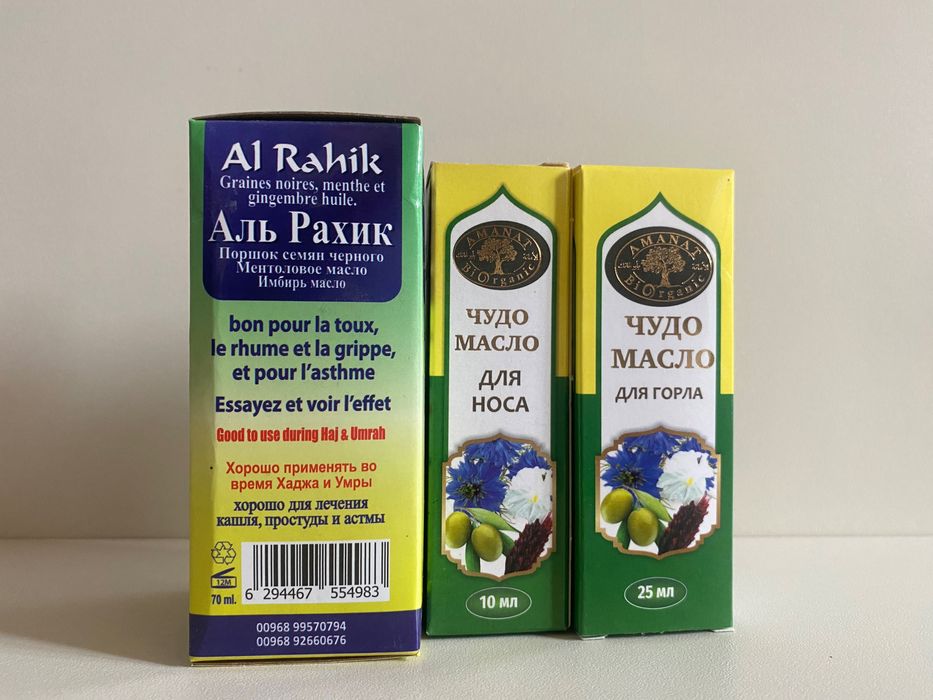 Al Rahik
Graines noires, menthe et
gingembre huile.
Аль Рахик
Поршок семян черного
Ментоловое масло
Имбирь масло
bon pour la toux,
le rhume et la grippe,
et pour l'asthme
Essayez et voir l'effet
Good to use during Haj & Umrah
Хорошо применять во
время Хаджа и Умры
хорошо для лечения
кашля, простуды и астмы
12M
70 ml.
6 294467 554983
00968 99570794
00968 92660676
AMANAT
BIOrganic
ЧУДО
МАСЛО
ДЛЯ
НОСА
10 мл
AMANAT
BIOrganic
ЧУДО
МАСЛО
ДЛЯ ГОРЛА
25 мл